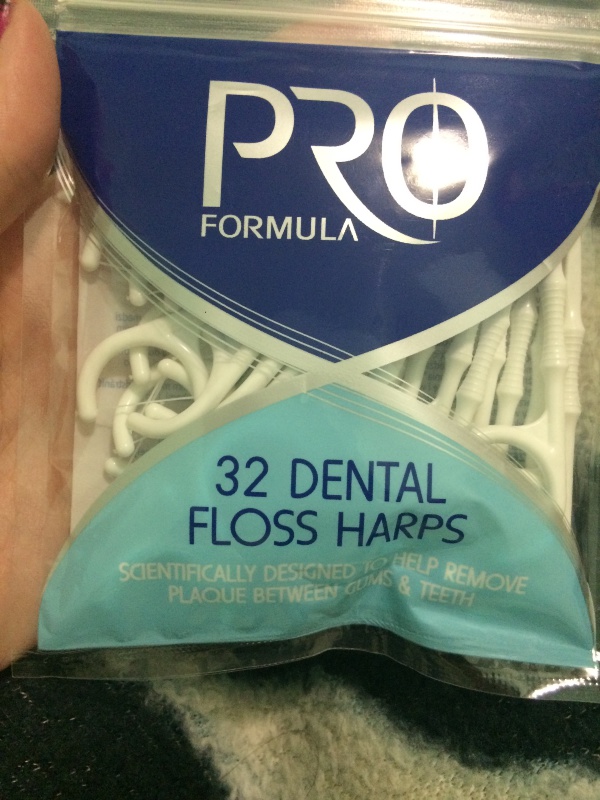 PRO
FORMULA
32 DENTAL
FLOSS HARPS
SCIENTIFICALLY DESIGNED TO HELP REMOVE
PLAQUE BETWEEN GUMS & TEETH